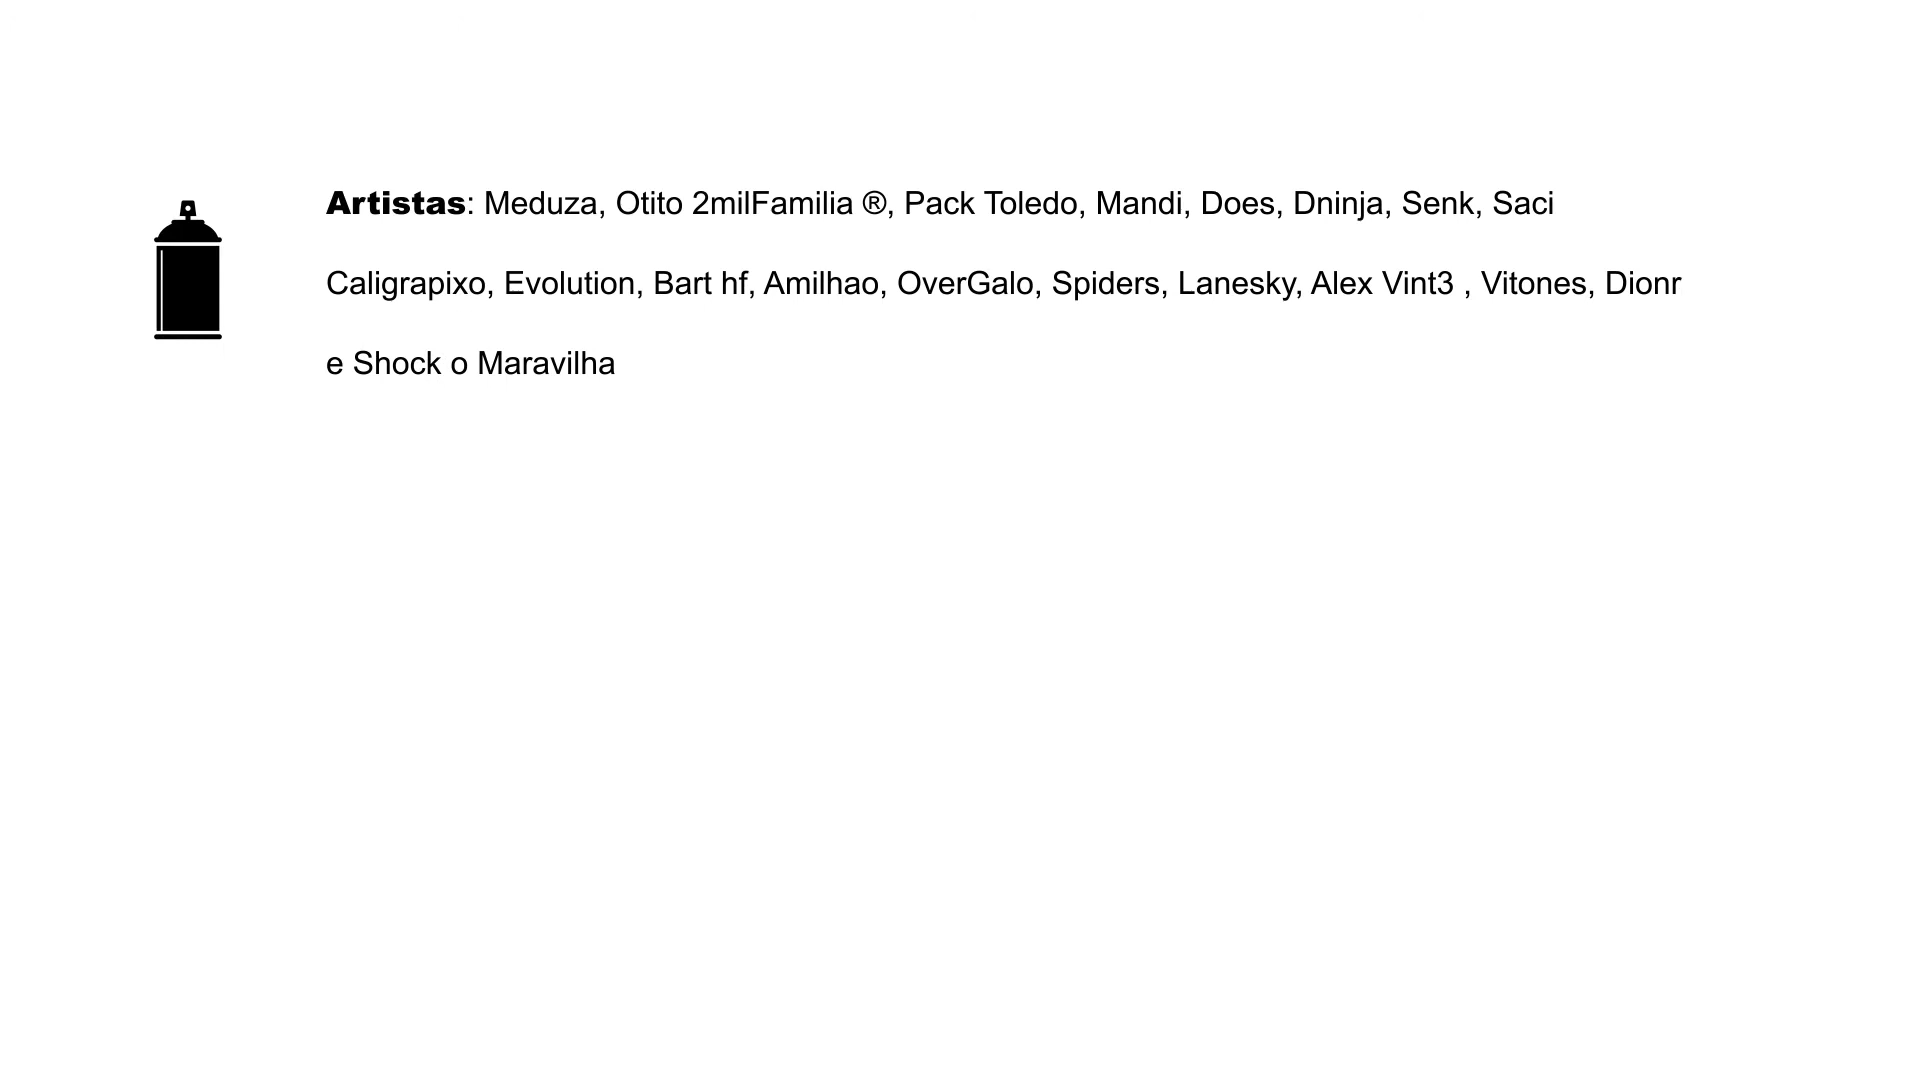 Artistas: Meduza, Otito 2milFamilia ®, Pack Toledo, Mandi, Does, Dninja, Senk, Saci
Caligrapixo, Evolution, Bart hf, Amilhao, OverGalo, Spiders, Lanesky, Alex Vint3 , Vitones, Dionr
e Shock o Maravilha